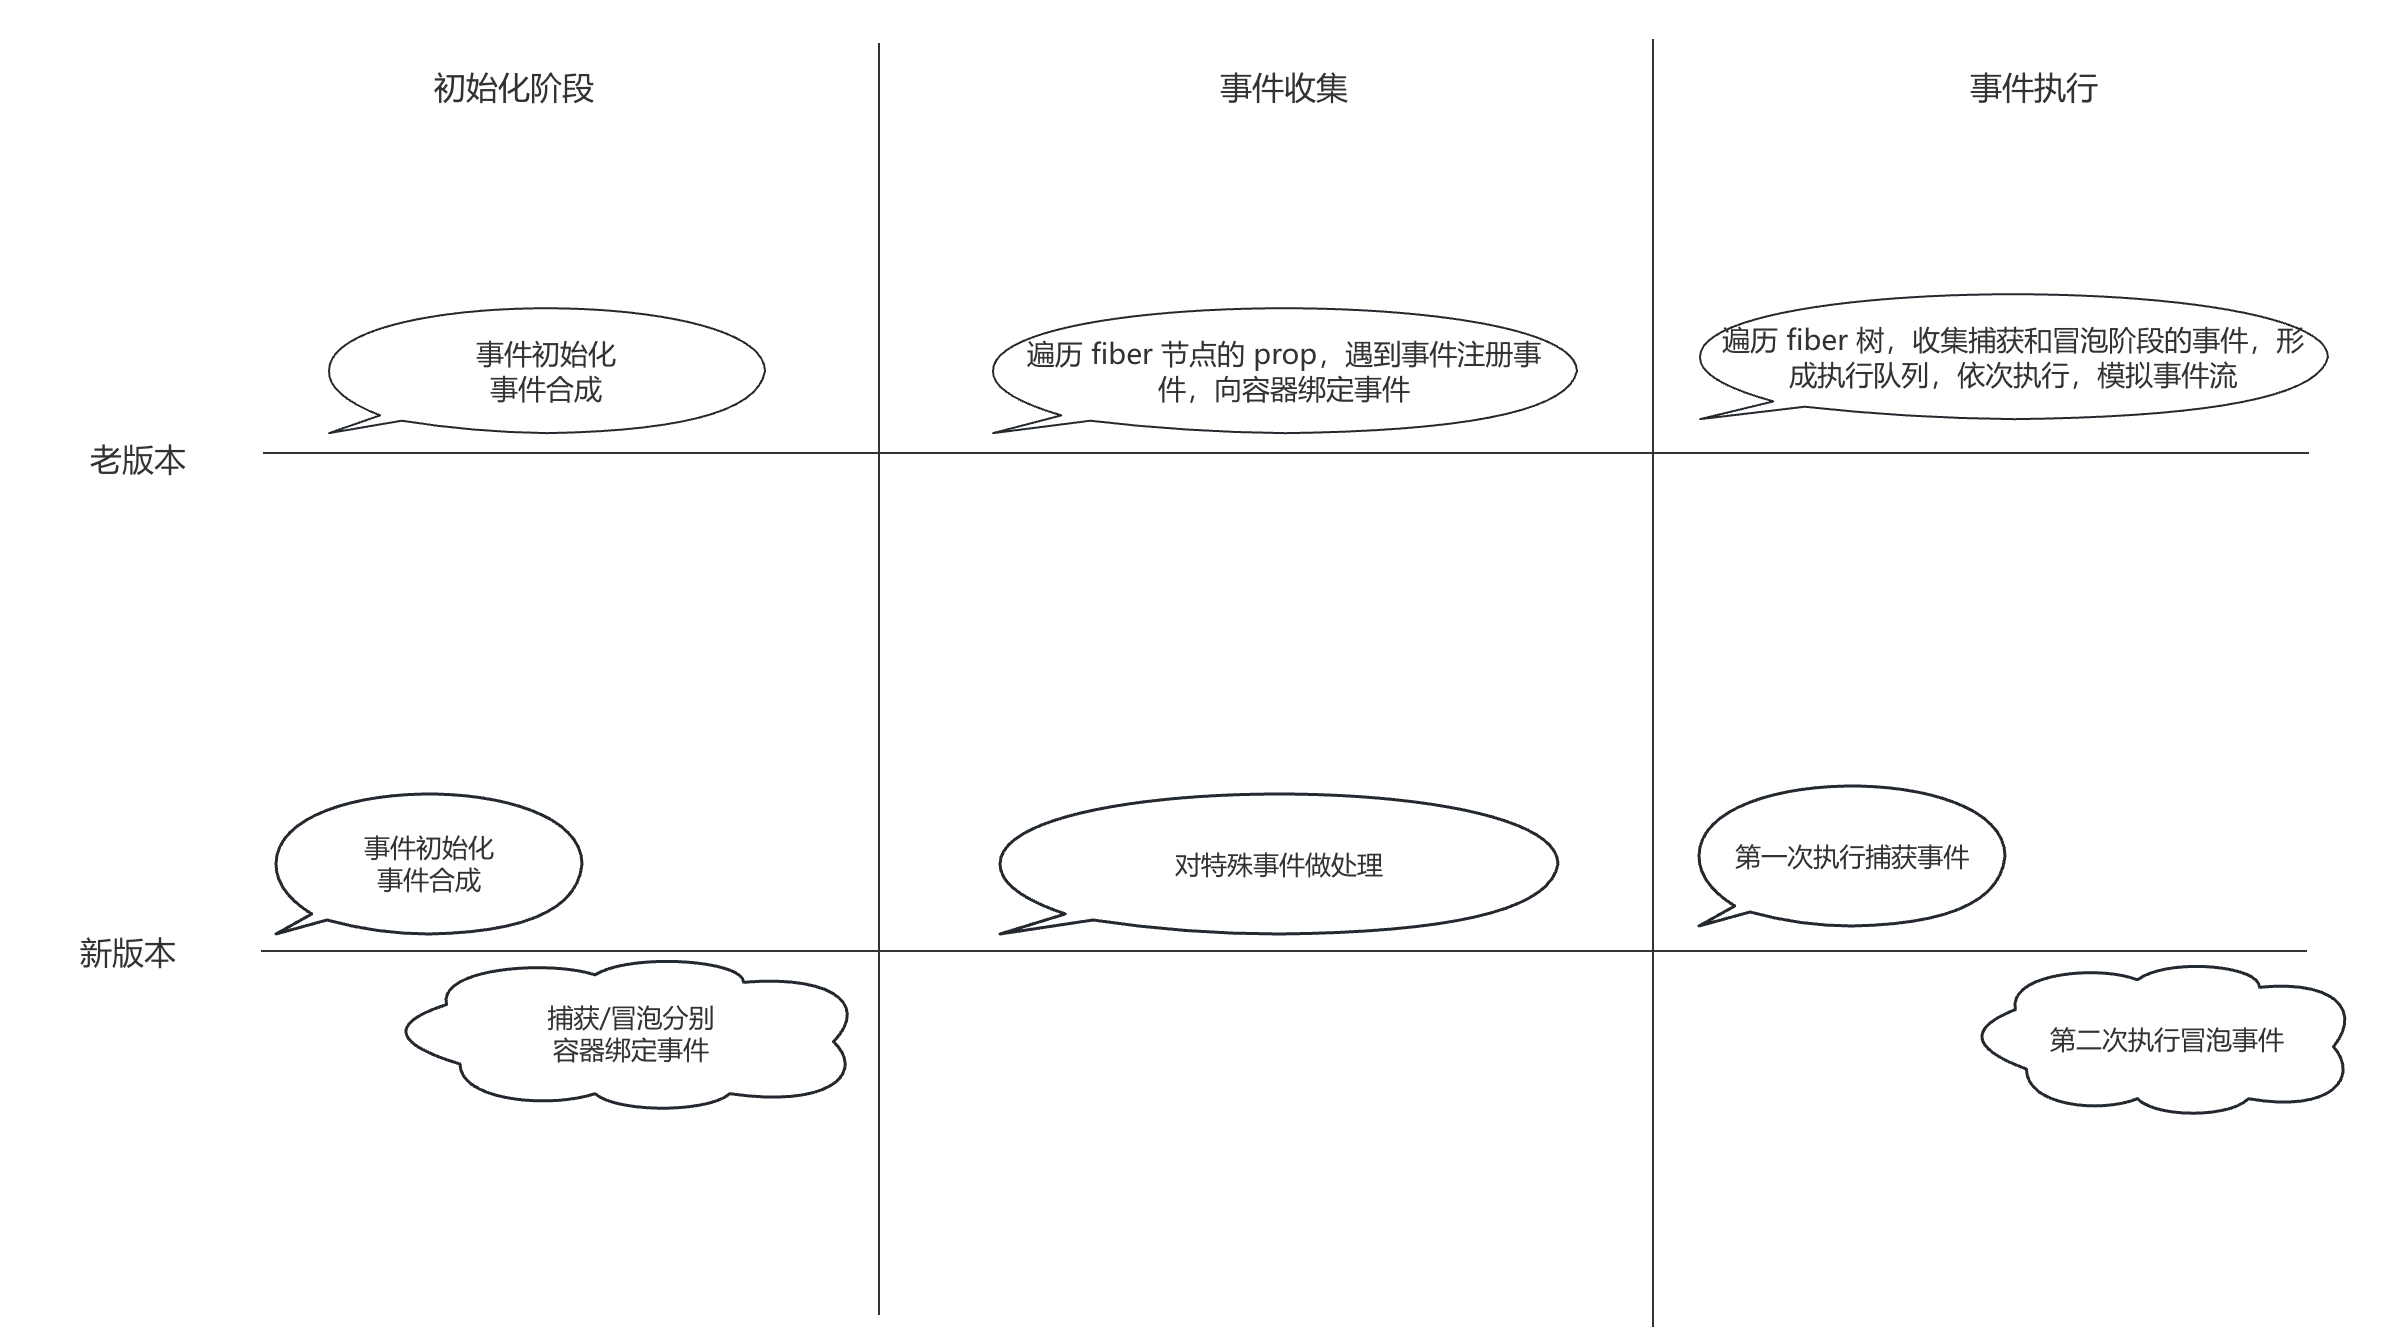 初始化阶段
事件收集
事件执行
事件初始化
事件合成
遍历 fiber 节点的 prop，遇到事件注册事
件，向容器绑定事件
遍历 fiber 树，收集捕获和冒泡阶段的事件，形
成执行队列，依次执行，模拟事件流
老版本
事件初始化
事件合成
对特殊事件做处理
第一次执行捕获事件
新版本
捕获/冒泡分别
容器绑定事件
第二次执行冒泡事件